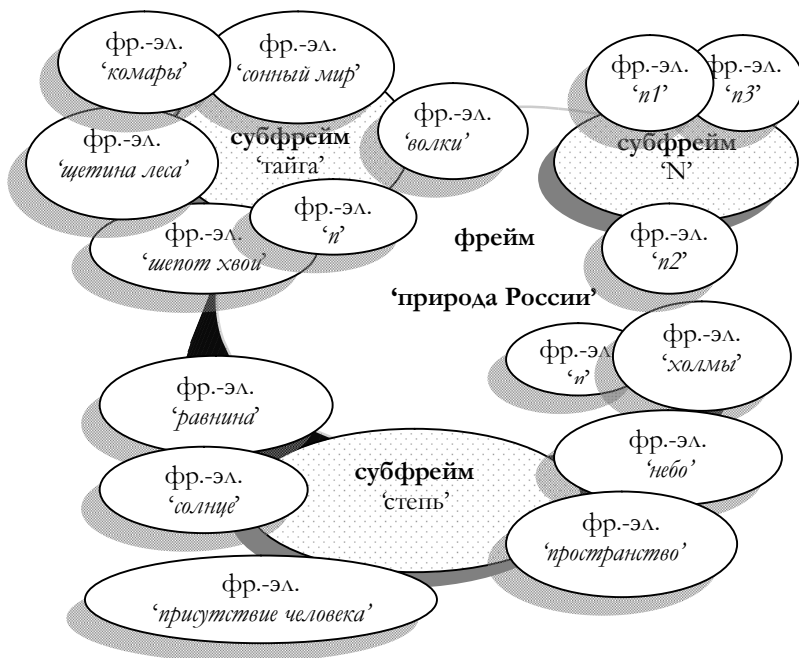 фр.-эл.
‘комары’
фр.-эл.
‘сонный мир’
фр.-эл.
‘щетина леса’
субфрейм
‘тайга’
фр.-эл.
‘волки’
фр.-эл.
‘шепот хвои’
фр.-эл.
‘n’
фр.-эл.
‘n1’
фр.-эл.
‘n3’
субфрейм
‘N’
фр.-эл.
‘n2’
фрейм
‘природа России’
фр.-эл.
‘n’
фр.-эл.
‘холмы’
фр.-эл.
‘равнина’
фр.-эл.
‘солнце’
субфрейм
‘степь’
фр.-эл.
‘небо’
фр.-эл.
‘пространство’
фр.-эл.
‘присутствие человека’